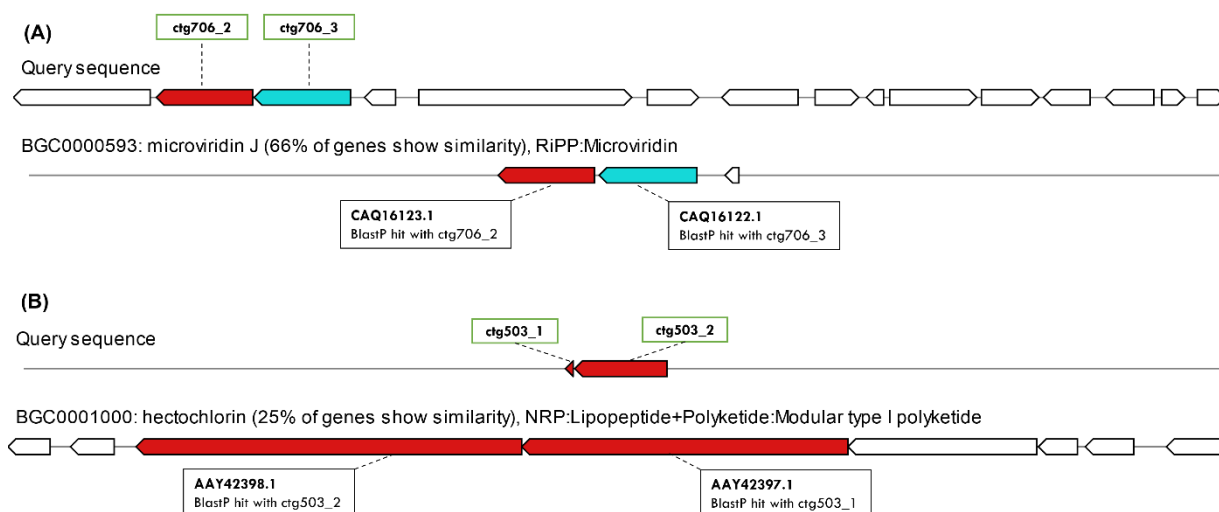 (A)
ctg706_2
ctg706_3
Query sequence
BGC0000593: microviridin J (66% of genes show similarity), RiPP:Microviridin
CAQ16123.1
BlastP hit with ctg706_2
CAQ16122.1
BlastP hit with ctg706_3
(B)
Query sequence
ctg503_1
ctg503_2
BGC0001000: hectochlorin (25% of genes show similarity), NRP:Lipopeptide+Polyketide:Modular type I polyketide
AAY42398.1
BlastP hit with ctg503_2
AAY42397.1
BlastP hit with ctg503_1